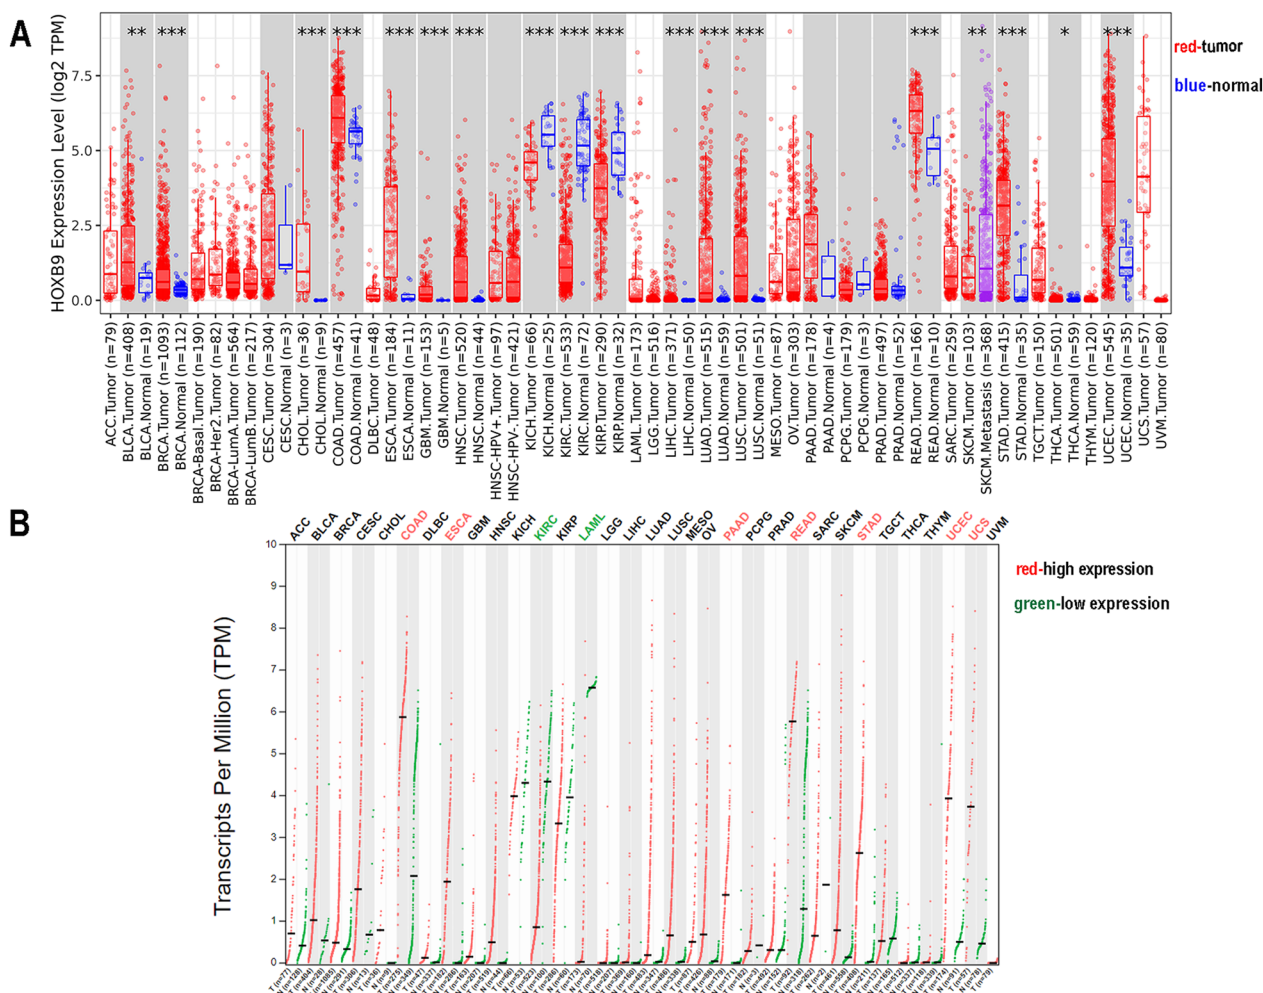 A
** *** *** *** *** *** *** *** *** *** *** *** *** *** ** *** * ***
HOXB9 Expression Level (log2 TPM)
7.5
5.0
2.5
0.0
red-tumor
blue-normal
ACC.Tumor (n=79)
BLCA.Tumor (n=408)
BLCA.Normal (n=19)
BRCA.Tumor (n=1093)
BRCA.Normal (n=112)
BRCA-Basal.Tumor (n=190)
BRCA-Her2.Tumor (n=82)
BRCA-LumA.Tumor (n=564)
BRCA-LumB.Tumor (n=217)
CESC.Tumor (n=304)
CESC.Normal (n=3)
CHOL.Tumor (n=36)
CHOL.Normal (n=9)
COAD.Tumor (n=457)
COAD.Normal (n=41)
DLBC.Tumor (n=48)
ESCA.Tumor (n=184)
ESCA.Normal (n=11)
GBM.Tumor (n=153)
GBM.Normal (n=5)
HNSC.Tumor (n=520)
HNSC.Normal (n=44)
HNSC-HPV+.Tumor (n=97)
HNSC-HPV-.Tumor (n=421)
KICH.Tumor (n=66)
KICH.Normal (n=25)
KIRC.Tumor (n=533)
KIRC.Normal (n=72)
KIRP.Tumor (n=290)
KIRP.Normal (n=32)
LAML.Tumor (n=173)
LGG.Tumor (n=516)
LIHC.Tumor (n=371)
LIHC.Normal (n=50)
LUAD.Tumor (n=515)
LUAD.Normal (n=59)
LUSC.Tumor (n=501)
LUSC.Normal (n=51)
MESO.Tumor (n=87)
OV.Tumor (n=303)
PAAD.Tumor (n=178)
PAAD.Normal (n=4)
PCPG.Tumor (n=179)
PCPG.Normal (n=3)
PRAD.Tumor (n=497)
PRAD.Normal (n=52)
READ.Tumor (n=166)
READ.Normal (n=10)
SARC.Tumor (n=259)
SKCM.Tumor (n=103)
SKCM.Metastasis (n=368)
STAD.Tumor (n=415)
STAD.Normal (n=35)
TGCT.Tumor (n=150)
THCA.Tumor (n=501)
THCA.Normal (n=59)
THYM.Tumor (n=120)
UCEC.Tumor (n=545)
UCEC.Normal (n=35)
UCS.Tumor (n=57)
UVM.Tumor (n=80)
B
ACC BLCA BRCA CESC CHOL COAD DLBC ESCA GBM HNSC KICH KIRC KIRP LAML LGG LIHC LUAD LUSC MESO OV PAAD PCPG PRAD READ SARC SKCM STAD TGCT THCA THYM UCEC UCS UVM
Transcripts Per Million (TPM)
10
9
8
7
6
5
4
3
2
1
0
red-high expression
green-low expression